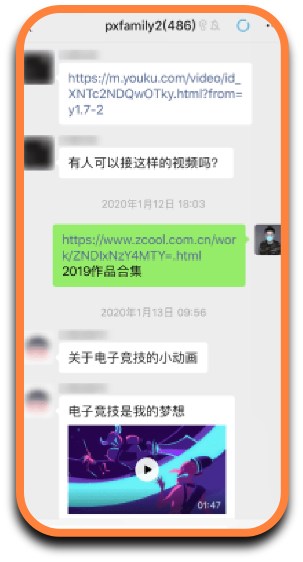 pxfamily2(486)
https://m.youku.com/video/id_
XNTc2NDQwOTky.html?from=
y1.7-2
有人可以接这样的视频吗?
2020年1月12日 18:03
https://www.zcool.com.cn/wor
k/ZNDIxNzY4MTY=.html
2019作品合集
2020年1月13日 09:56
关于电子竞技的小动画
电子竞技是我的梦想
01:47